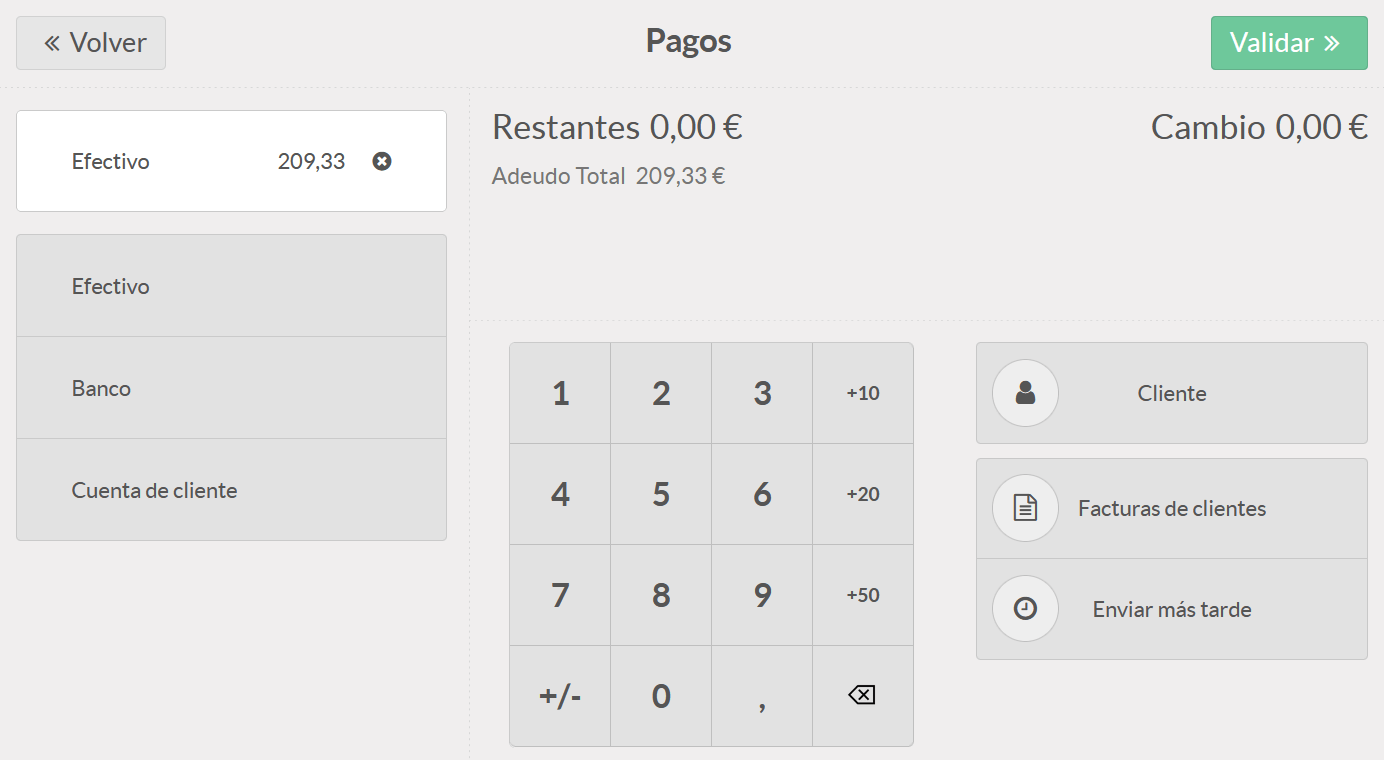 « Volver
Pagos
Validar »
Efectivo 209,33
Efectivo
Banco
Cuenta de cliente
Restantes 0,00 €
Cambio 0,00 €
Adeudo Total 209,33 €
1 2 3 +10
4 5 6 +20
7 8 9 +50
+/- 0 ,
Cliente
Facturas de clientes
Enviar más tarde